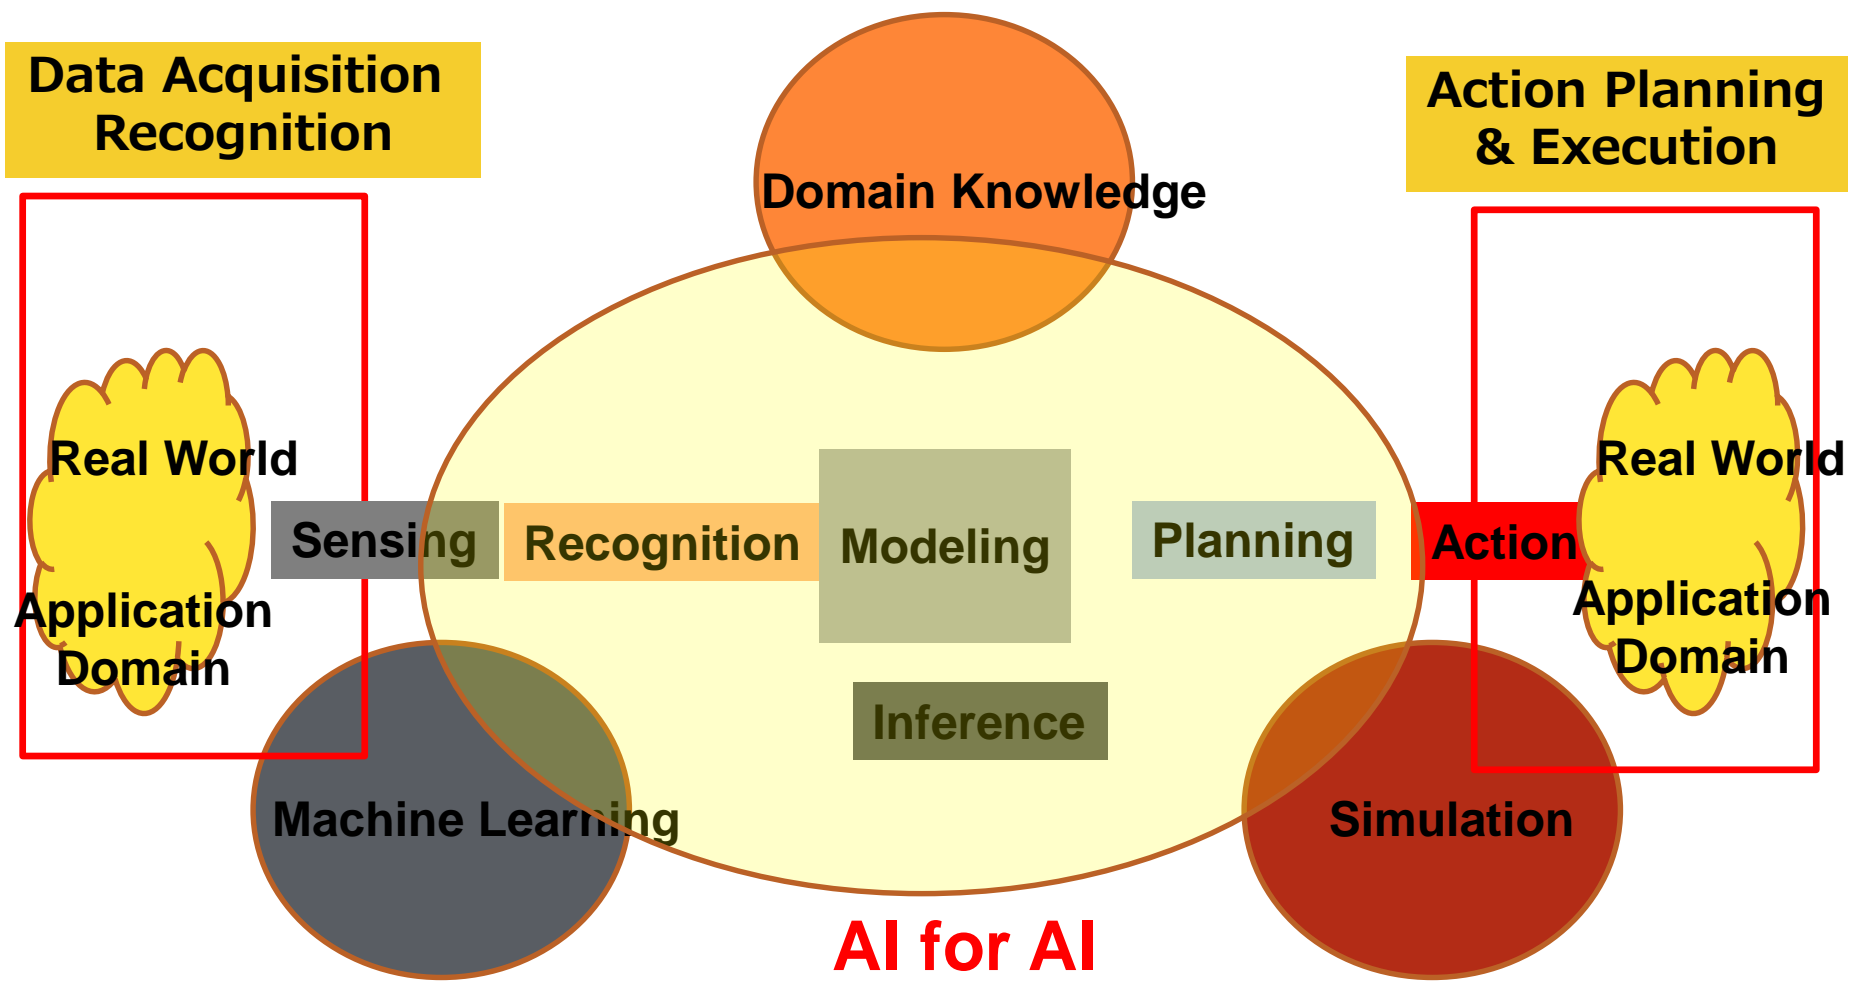 Data Acquisition
Recognition
Action Planning
& Execution
Domain Knowledge
Real World
Real World
Sensing
Recognition
Modeling
Planning
Action
Application
Domain
Application
Domain
Inference
Machine Learning
Simulation
AI for AI